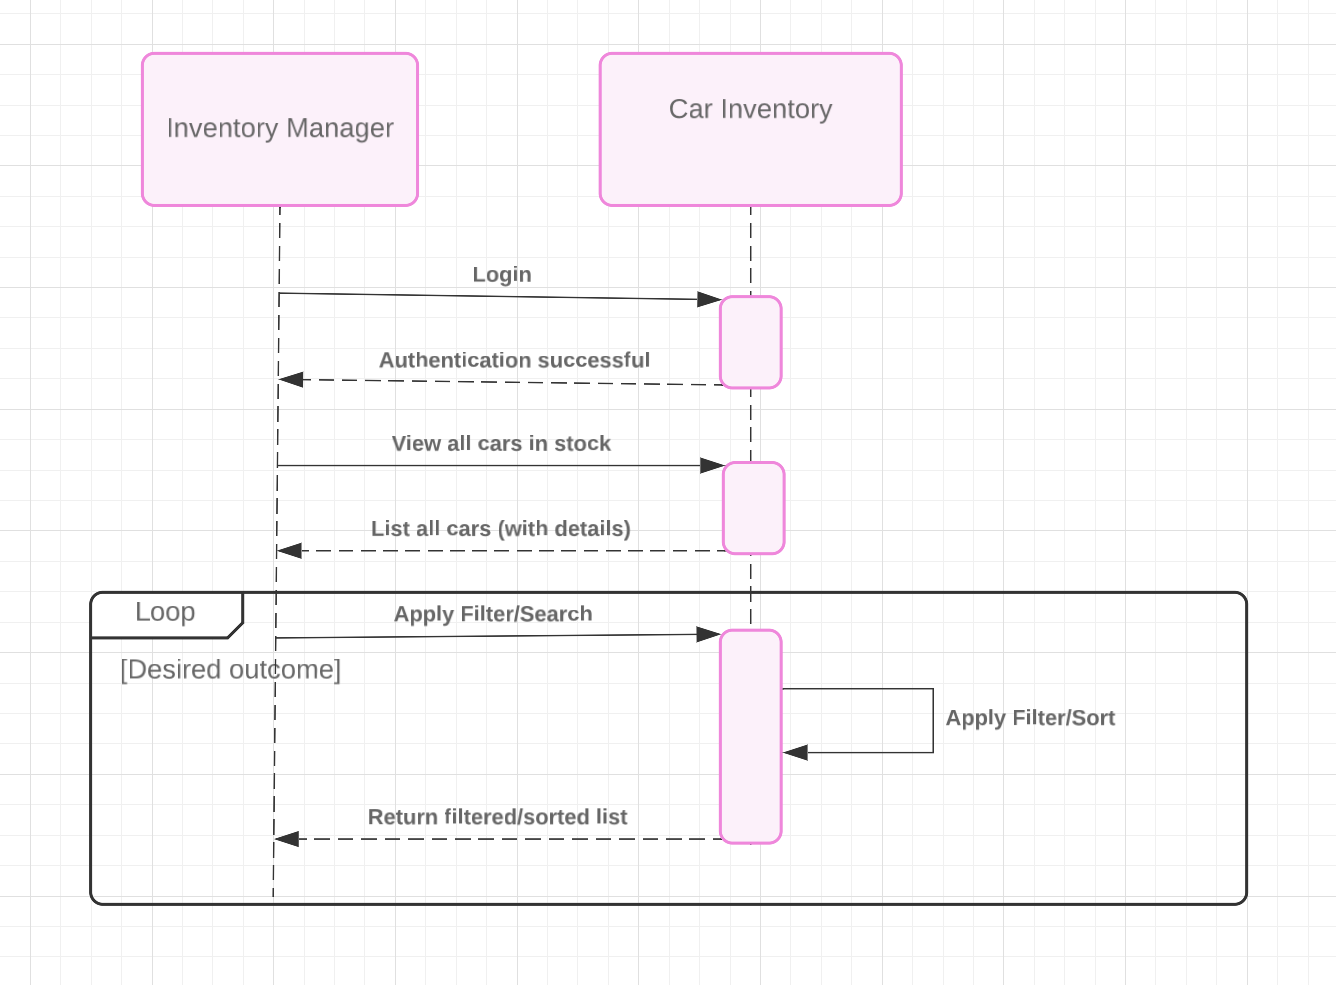 Inventory Manager
Car Inventory
Login
Authentication successful
View all cars in stock
List all cars (with details)
Loop
Apply Filter/Search
[Desired outcome]
Apply Filter/Sort
Return filtered/sorted list